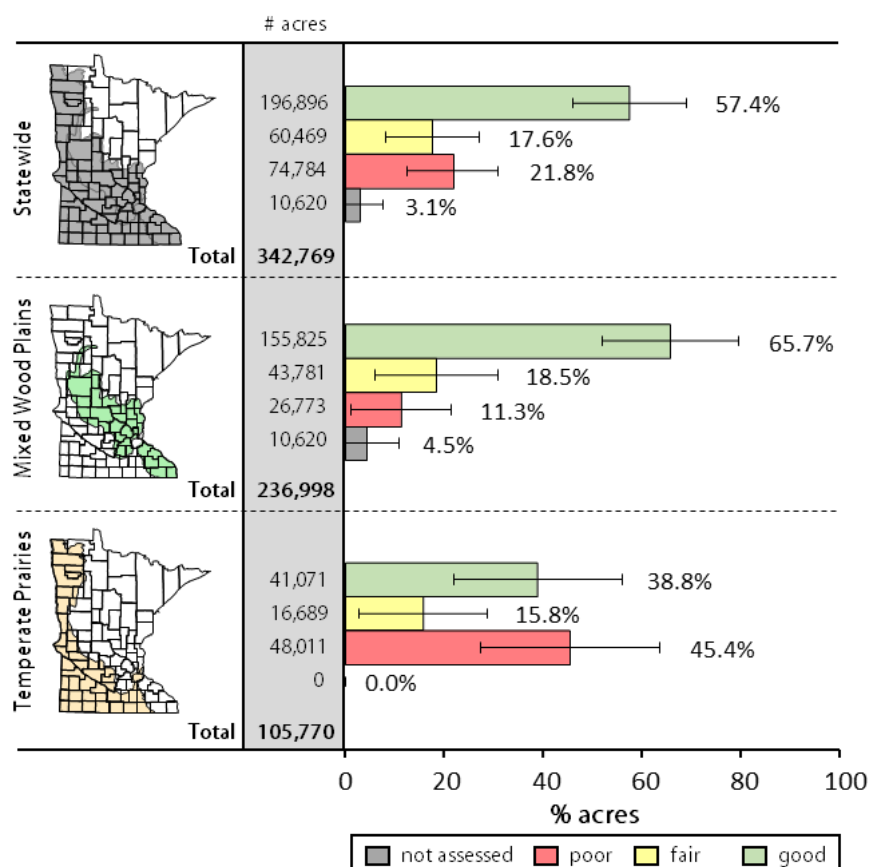 # acres
Statewide
196,896 57.4%
60,469 17.6%
74,784 21.8%
10,620 3.1%
Total 342,769
Mixed Wood Plains
155,825 65.7%
43,781 18.5%
26,773 11.3%
10,620 4.5%
Total 236,998
Temperate Prairies
41,071 38.8%
16,689 15.8%
48,011 45.4%
0 0.0%
Total 105,770
0 20 40 60 80 100
% acres
not assessed poor fair good